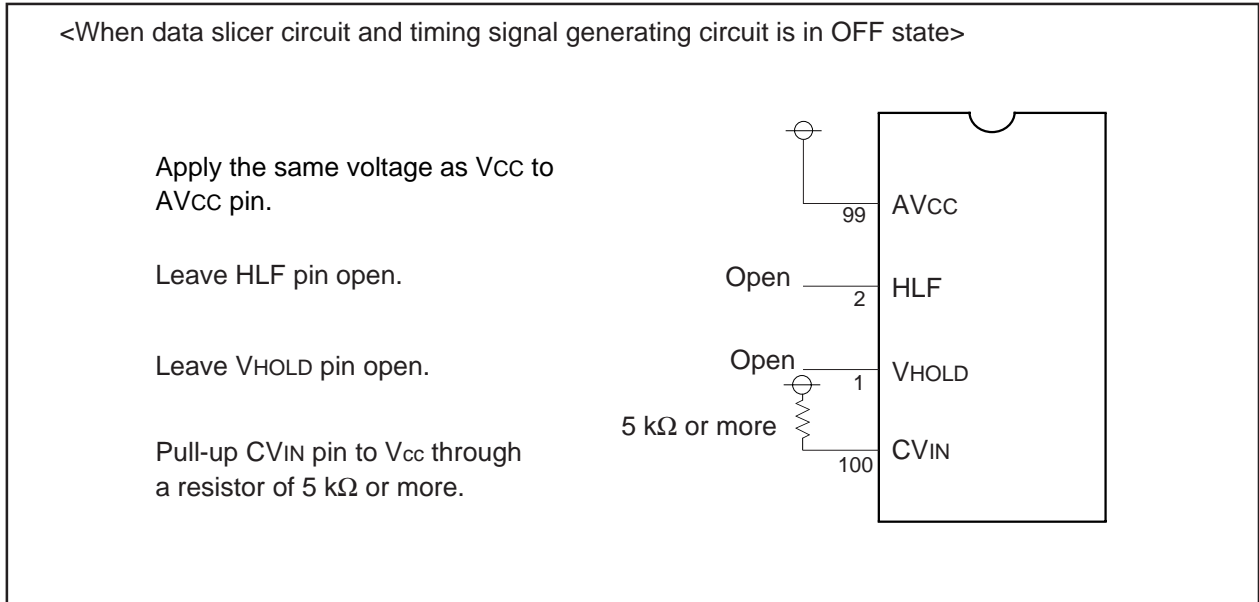 <When data slicer circuit and timing signal generating circuit is in OFF state>
Apply the same voltage as VCC to
AVCC pin.
99
AVCC
Leave HLF pin open.
Open
2
HLF
Leave VHOLD pin open.
Open
1
VHOLD
5 kΩ or more
Pull-up CVIN pin to Vcc through
a resistor of 5 kΩ or more.
100
CVIN